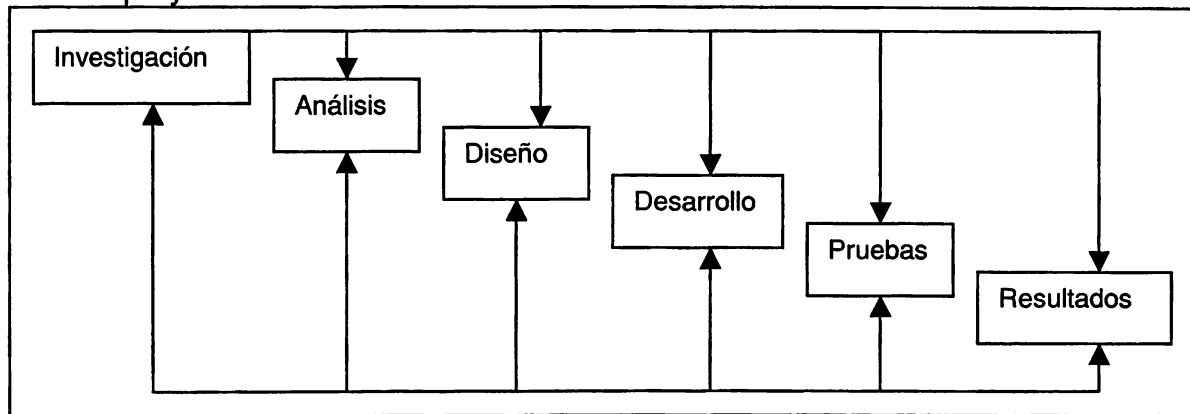 Investigación
Análisis
Diseño
Desarrollo
Pruebas
Resultados